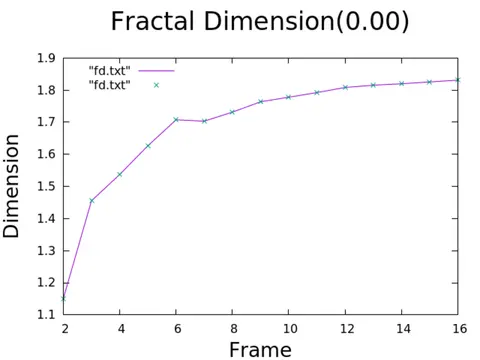 Fractal Dimension(0.00)
1.9
1.8
1.7
1.6
1.5
1.4
1.3
1.2
1.1
Dimension
"fd.txt"
"fd.txt"
2 4 6 8 10 12 14 16
Frame